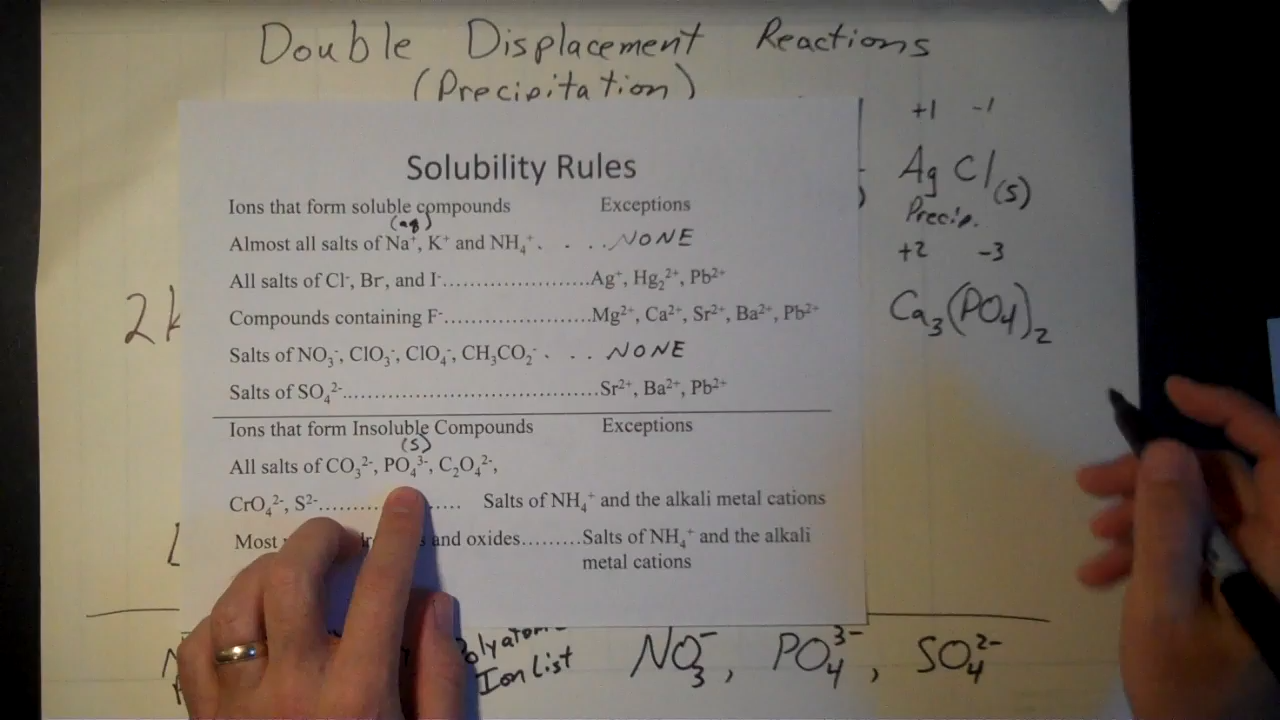 Double Displacement Reactions
(Precipitation)
Solubility Rules
Ions that form soluble compounds Exceptions
(aq)
Almost all salts of Na⁺, K⁺ and NH₄⁺. . . . NONE
All salts of Cl⁻, Br⁻, and I⁻......................Ag⁺, Hg₂²⁺, Pb²⁺
Compounds containing F⁻......................Mg²⁺, Ca²⁺, Sr²⁺, Ba²⁺, Pb²⁺
Salts of NO₃⁻, ClO₃⁻, ClO₄⁻, CH₃CO₂⁻ . . . NONE
Salts of SO₄²⁻......................................Sr²⁺, Ba²⁺, Pb²⁺
Ions that form Insoluble Compounds Exceptions
(s)
All salts of CO₃²⁻, PO₄³⁻, C₂O₄²⁻,
CrO₄²⁻, S²⁻.............. Salts of NH₄⁺ and the alkali metal cations
Most and oxides.........Salts of NH₄⁺ and the alkali
metal cations
+1 -1
AgCl(s)
Precip.
+2 -3
Ca₃(PO₄)₂
2k
Ion List
NO₃⁻, PO₄³⁻, SO₄²⁻